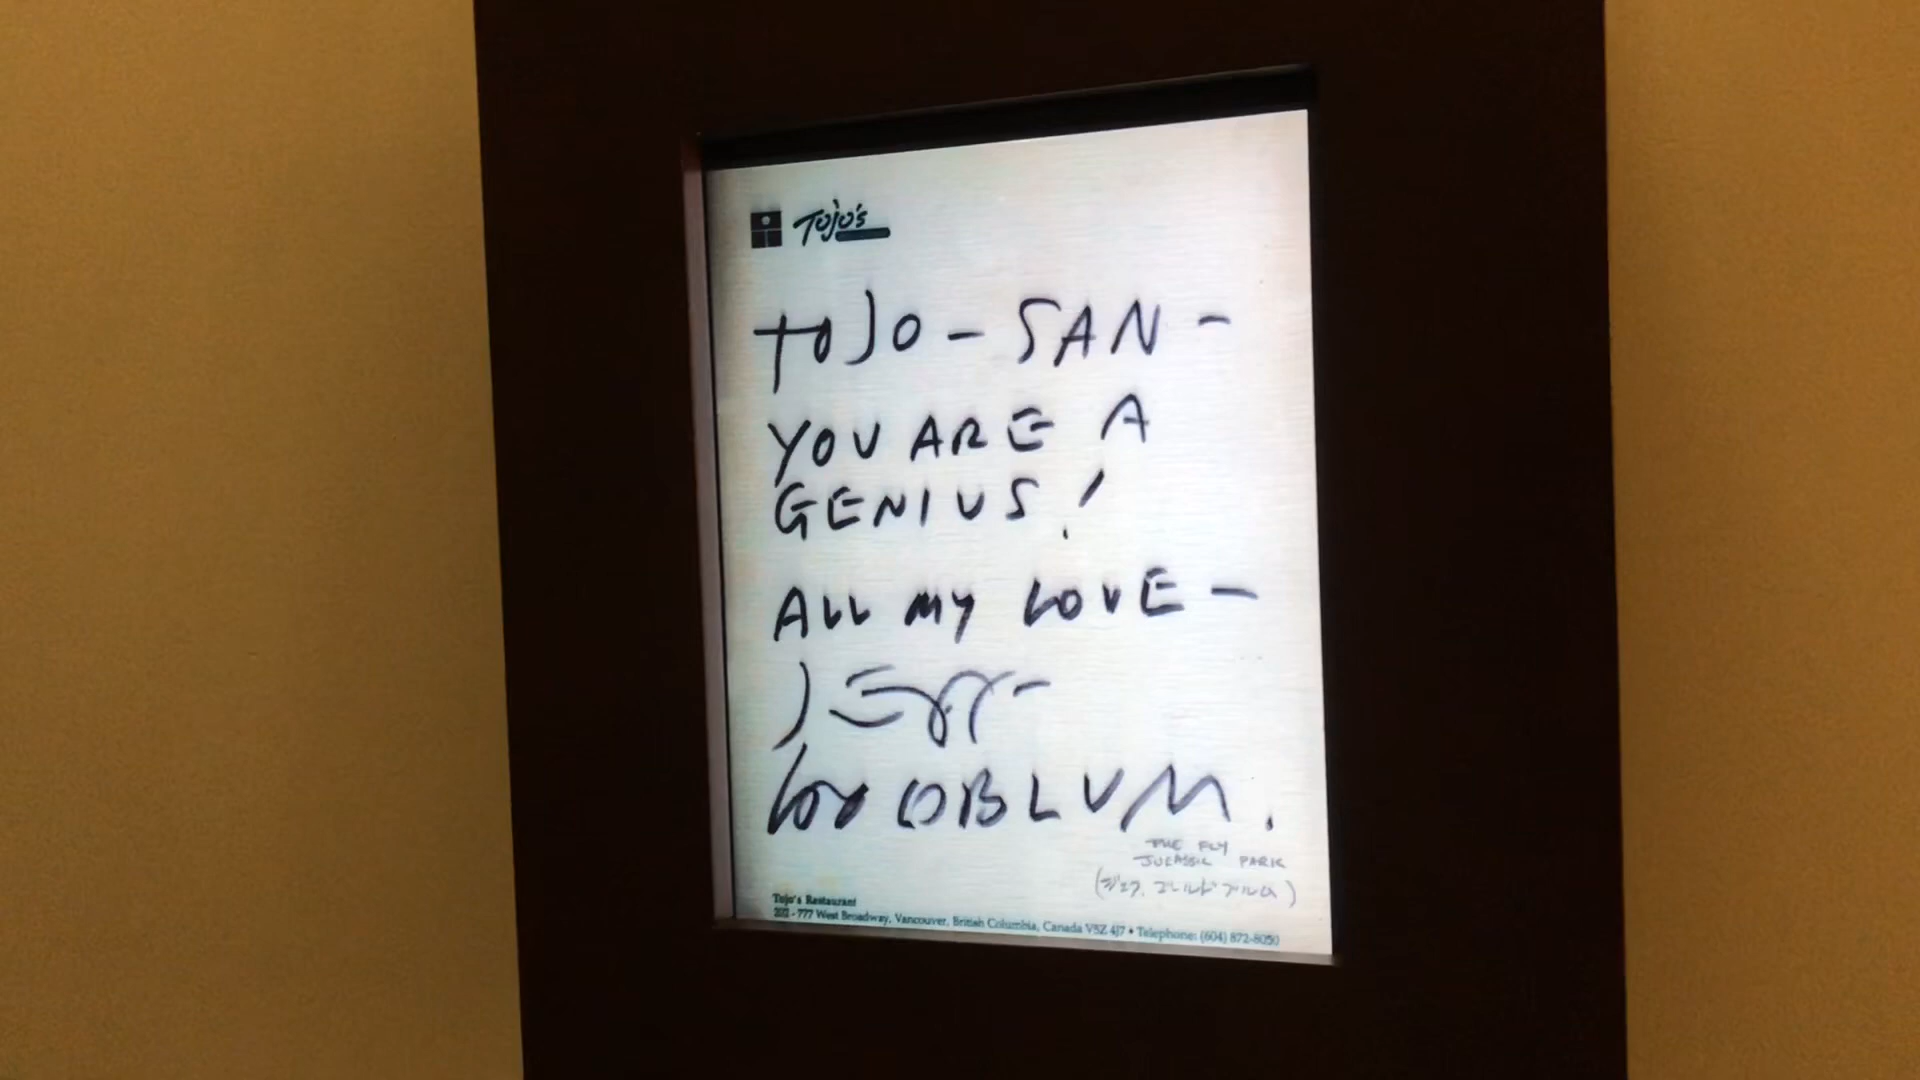 Tojo's
TOJO - SAN -
YOU ARE A
GENIUS!
ALL MY LOVE -
JEFF
GOLDBLUM.
THE FLY
JURASSIC PARK
(ジェフ. ゴールドブルム)
Tojo's Restaurant
202 - 777 West Broadway, Vancouver, British Columbia, Canada V5Z 4J7 • Telephone: (604) 872-8050